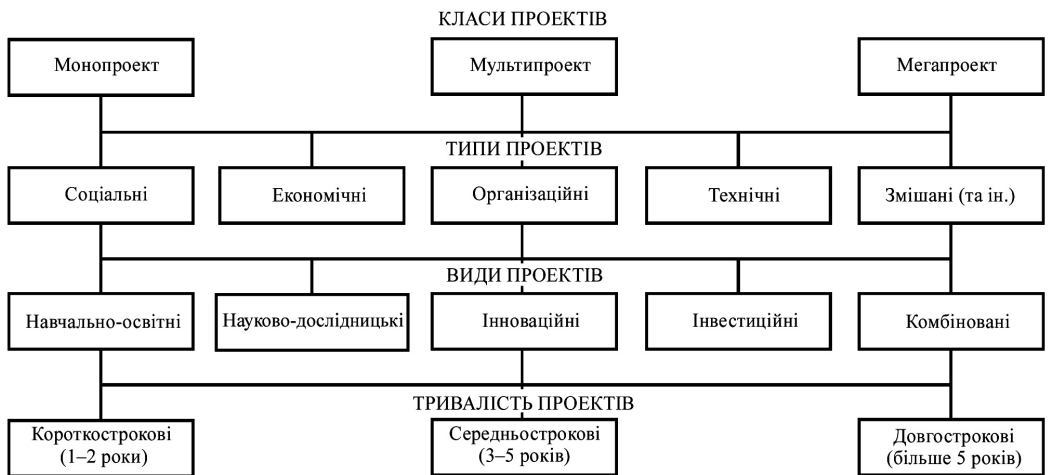 КЛАСИ ПРОЕКТІВ
Монопроект
Мультипроект
Мегапроект
ТИПИ ПРОЕКТІВ
Соціальні
Економічні
Організаційні
Технічні
Змішані (та ін.)
ВИДИ ПРОЕКТІВ
Навчально-освітні
Науково-дослідницькі
Інноваційні
Інвестиційні
Комбіновані
ТРИВАЛІСТЬ ПРОЕКТІВ
Короткострокові
(1–2 роки)
Середньострокові
(3–5 років)
Довгострокові
(більше 5 років)